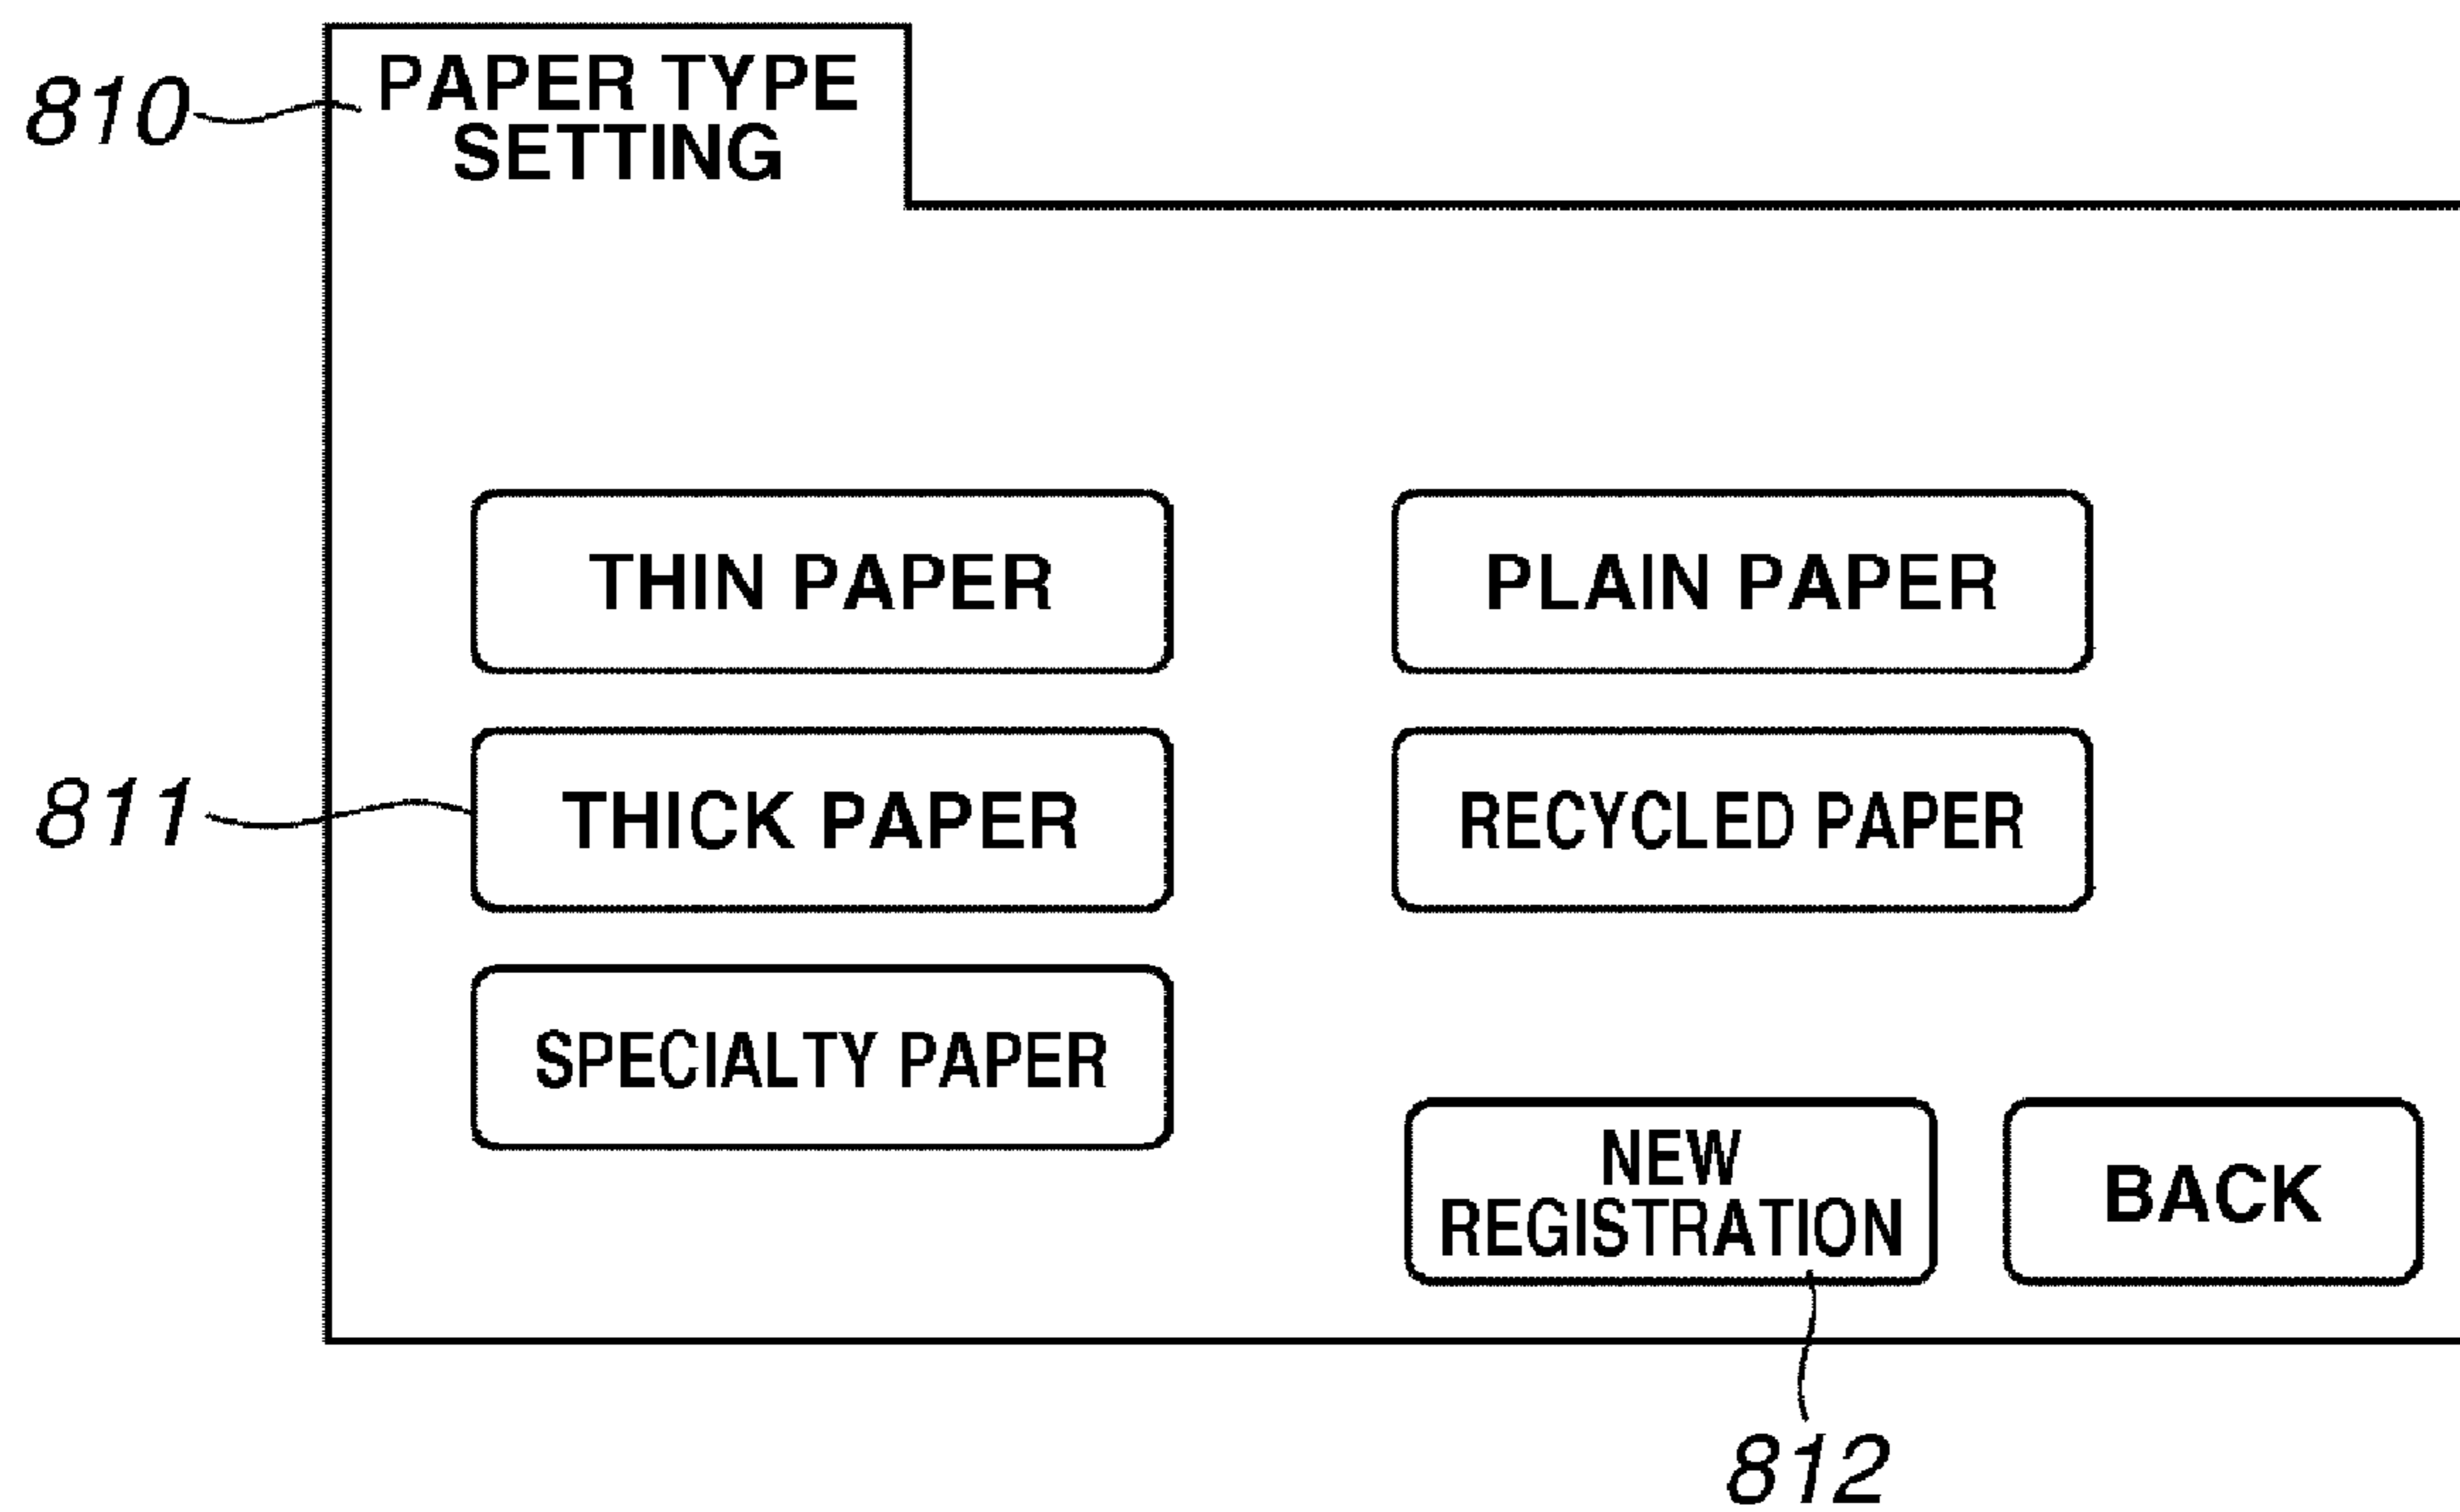 810
PAPER TYPE
SETTING
THIN PAPER
PLAIN PAPER
811
THICK PAPER
RECYCLED PAPER
SPECIALTY PAPER
NEW
REGISTRATION
BACK
812